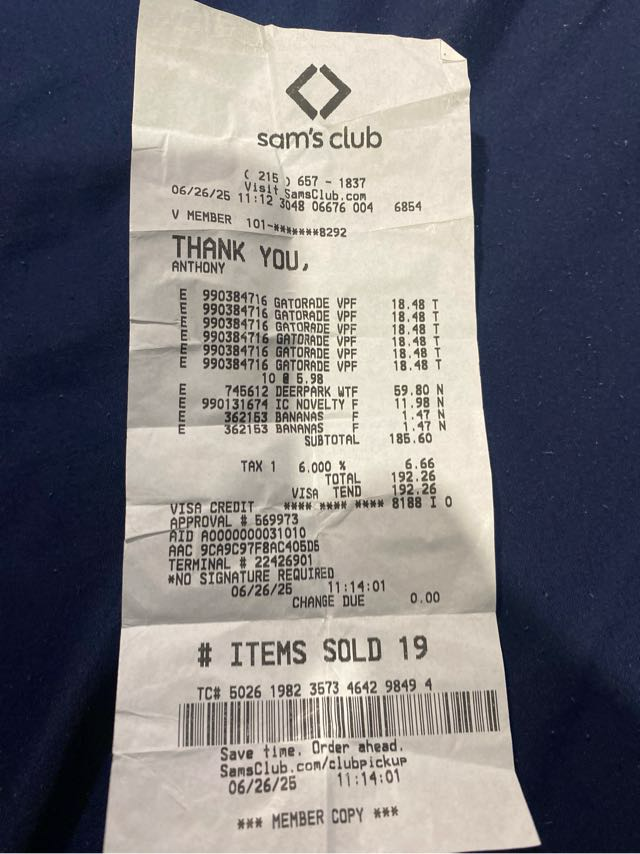 sam's club
( 215 ) 657 - 1837
Visit SamsClub.com
06/26/25 11:12 3048 06676 004 6854
V MEMBER 101-*******8292
THANK YOU,
ANTHONY
E 990384716 GATORADE VPF 18.48 T
E 990384716 GATORADE VPF 18.48 T
E 990384716 GATORADE VPF 18.48 T
E 990384716 GATORADE VPF 18.48 T
E 990384716 GATORADE VPF 18.48 T
E 990384716 GATORADE VPF 18.48 T
10 @ 5.98
E 745612 DEERPARK WTF 59.80 N
E 990131674 IC NOVELTY F 11.98 N
E 362153 BANANAS F 1.47 N
E 362153 BANANAS F 1.47 N
SUBTOTAL 185.60
TAX 1 6.000 % 6.66
TOTAL 192.26
VISA TEND 192.26
VISA CREDIT **** **** **** 8188 I 0
APPROVAL # 569973
AID A0000000031010
AAC 9CA9C97F8AC405D5
TERMINAL # 22426901
*NO SIGNATURE REQUIRED
06/26/25 11:14:01
CHANGE DUE 0.00
# ITEMS SOLD 19
TC# 5026 1982 3573 4642 9849 4
Save time. Order ahead.
SamsClub.com/clubpickup
06/26/25 11:14:01
*** MEMBER COPY ***